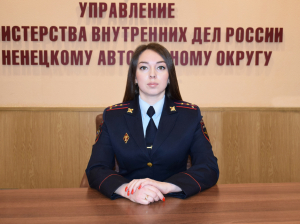 УПРАВЛЕНИЕ
ИСТЕРСТВА ВНУТРЕННИХ ДЕЛ РОССИИ
НЕНЕЦКОМУ АВТО НОМУ ОКРУГУ